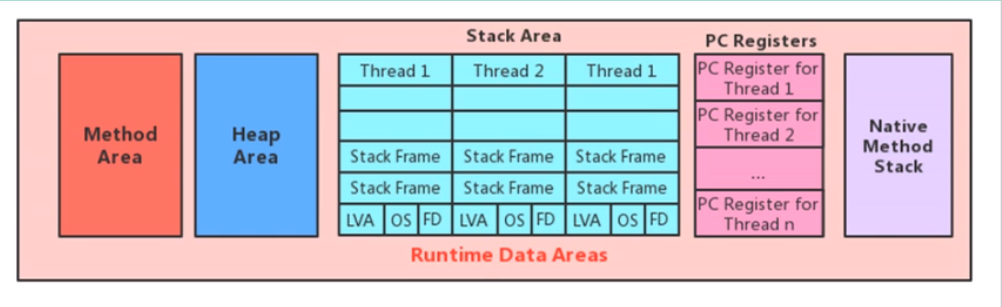 Stack Area
PC Registers
Method
Area
Heap
Area
Thread 1
Thread 2
Thread 1
Stack Frame
Stack Frame
Stack Frame
Stack Frame
Stack Frame
Stack Frame
LVA
OS
FD
LVA
OS
FD
LVA
OS
FD
PC Register for
Thread 1
PC Register for
Thread 2
...
PC Register for
Thread n
Native
Method
Stack
Runtime Data Areas